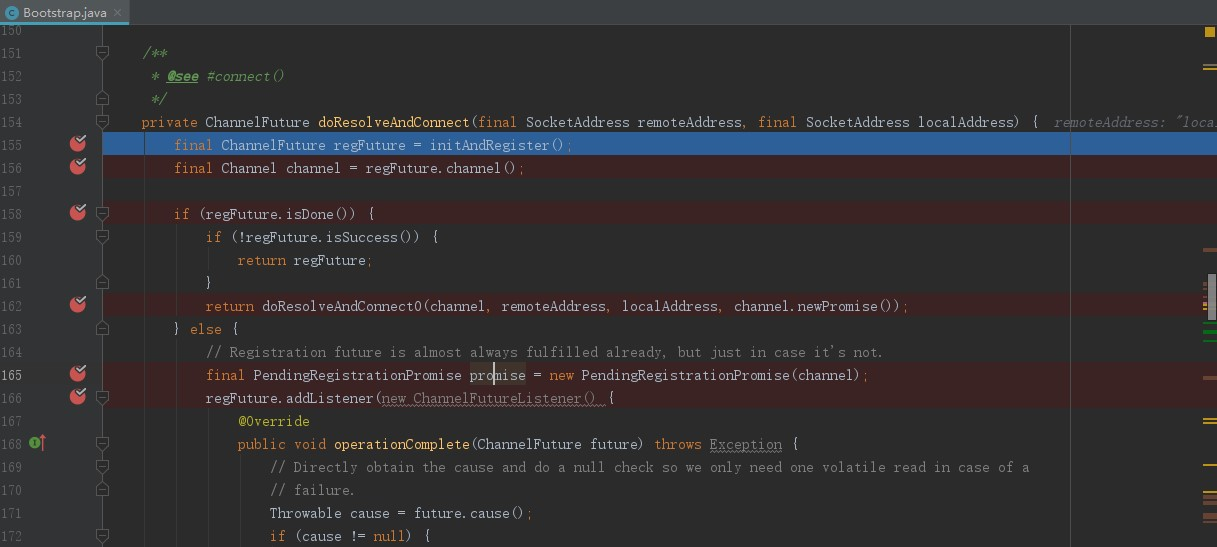 Bootstrap.java
150
151 /**
152 * @see #connect()
153 */
154 private ChannelFuture doResolveAndConnect(final SocketAddress remoteAddress, final SocketAddress localAddress) { remoteAddress: "loca
155 final ChannelFuture regFuture = initAndRegister();
156 final Channel channel = regFuture.channel();
157
158 if (regFuture.isDone()) {
159 if (!regFuture.isSuccess()) {
160 return regFuture;
161 }
162 return doResolveAndConnect0(channel, remoteAddress, localAddress, channel.newPromise());
163 } else {
164 // Registration future is almost always fulfilled already, but just in case it's not.
165 final PendingRegistrationPromise promise = new PendingRegistrationPromise(channel);
166 regFuture.addListener(new ChannelFutureListener() {
167 @Override
168 public void operationComplete(ChannelFuture future) throws Exception {
169 // Directly obtain the cause and do a null check so we only need one volatile read in case of a
170 // failure.
171 Throwable cause = future.cause();
172 if (cause != null) {